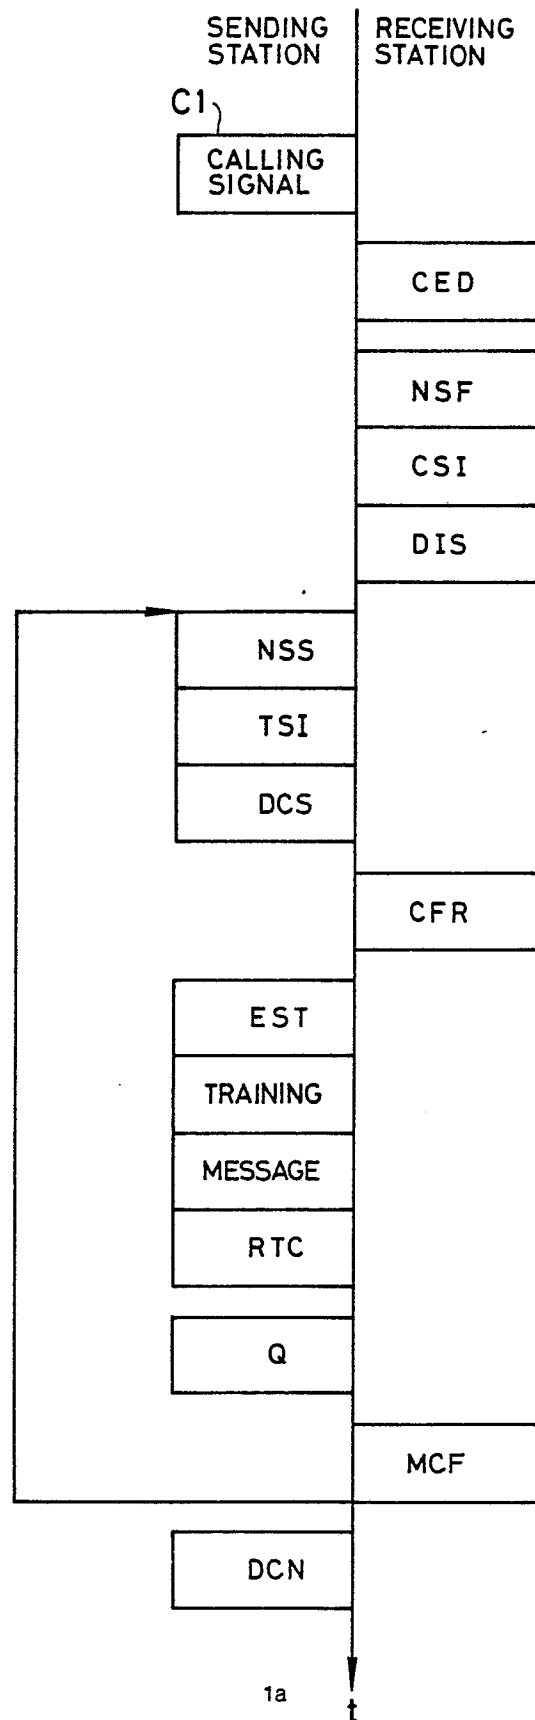 SENDING
STATION
RECEIVING
STATION
C1
CALLING
SIGNAL
CED
NSF
CSI
DIS
NSS
TSI
DCS
CFR
EST
TRAINING
MESSAGE
RTC
Q
MCF
DCN
1a
t